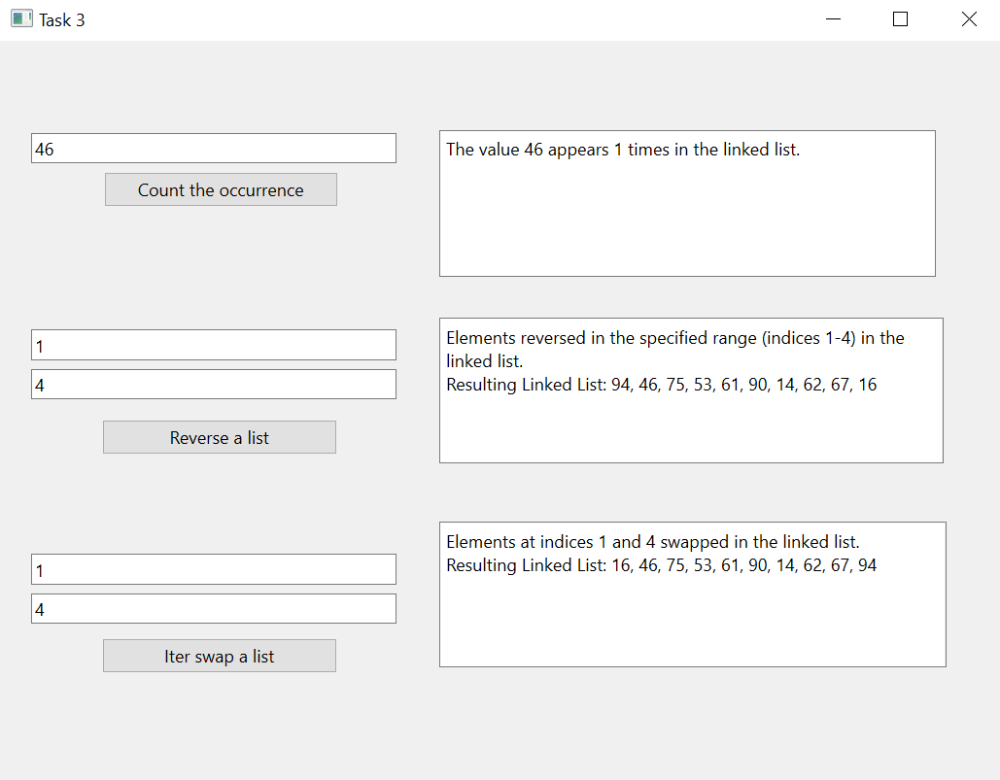 Task 3
46
Count the occurrence
The value 46 appears 1 times in the linked list.
1
4
Reverse a list
Elements reversed in the specified range (indices 1-4) in the
linked list.
Resulting Linked List: 94, 46, 75, 53, 61, 90, 14, 62, 67, 16
1
4
Iter swap a list
Elements at indices 1 and 4 swapped in the linked list.
Resulting Linked List: 16, 46, 75, 53, 61, 90, 14, 62, 67, 94